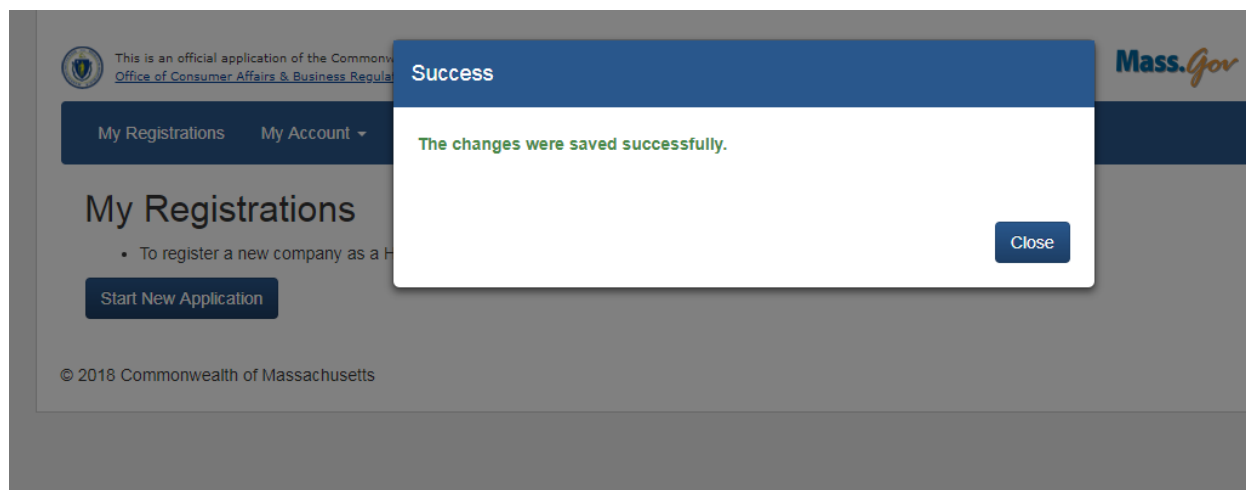 This is an official application of the
Office of Consumer Affairs & Business
Mass.Gov
Success
My Registrations My Account
The changes were saved successfully.
My Registrations
• To register a new company as a
Close
Start New Application
© 2018 Commonwealth of Massachusetts